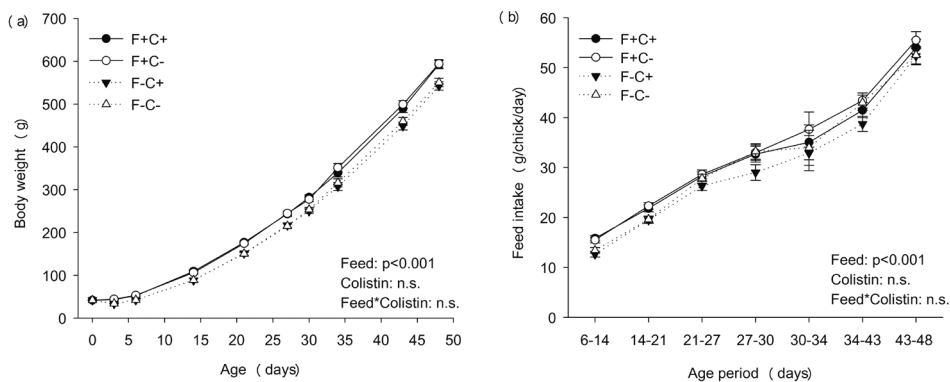 ( a )
700
600
500
400
300
200
100
0
Body weight ( g)
F+C+
F+C-
F-C+
F-C-
Feed: p<0.001
Colistin: n.s.
Feed*Colistin: n.s.
0 5 10 15 20 25 30 35 40 45 50
Age ( days)
( b )
60
50
40
30
20
10
0
Feed intake ( g/chick/day)
F+C+
F+C-
F-C+
F-C-
Feed: p<0.001
Colistin: n.s.
Feed*Colistin: n.s.
6-14 14-21 21-27 27-30 30-34 34-43 43-48
Age period ( days)